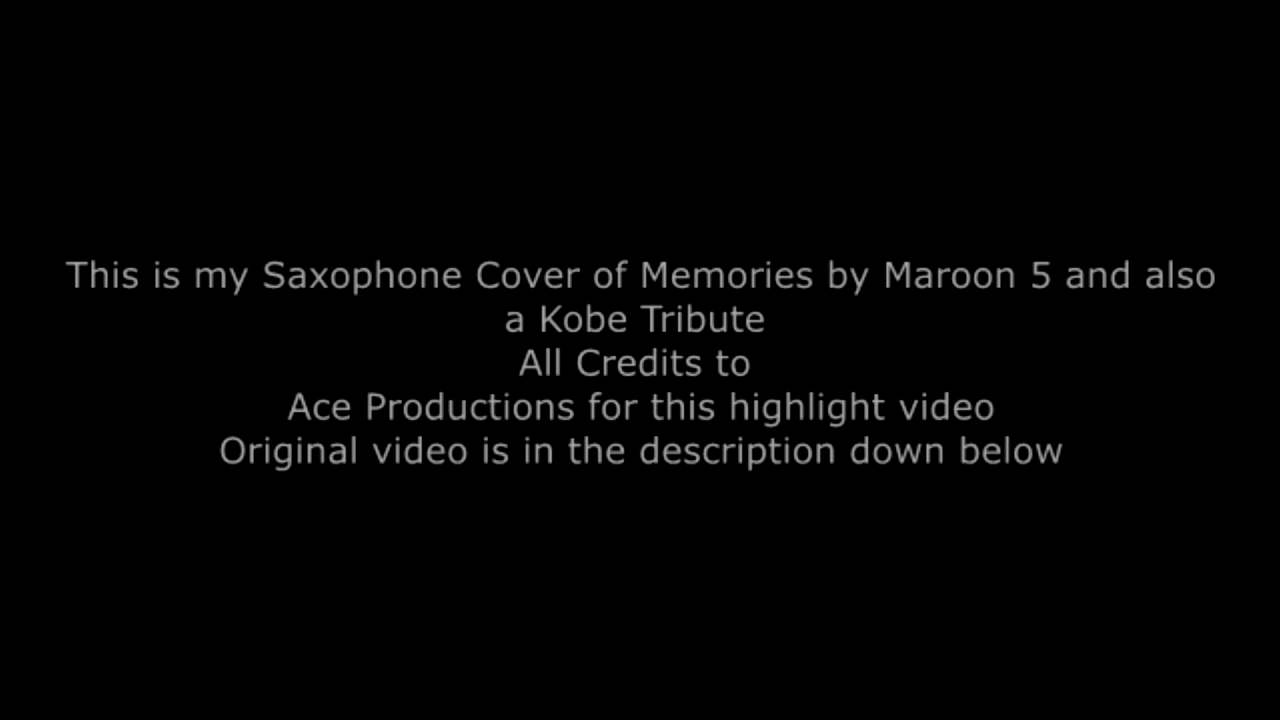 This is my Saxophone Cover of Memories by Maroon 5 and also
a Kobe Tribute
All Credits to
Ace Productions for this highlight video
Original video is in the description down below